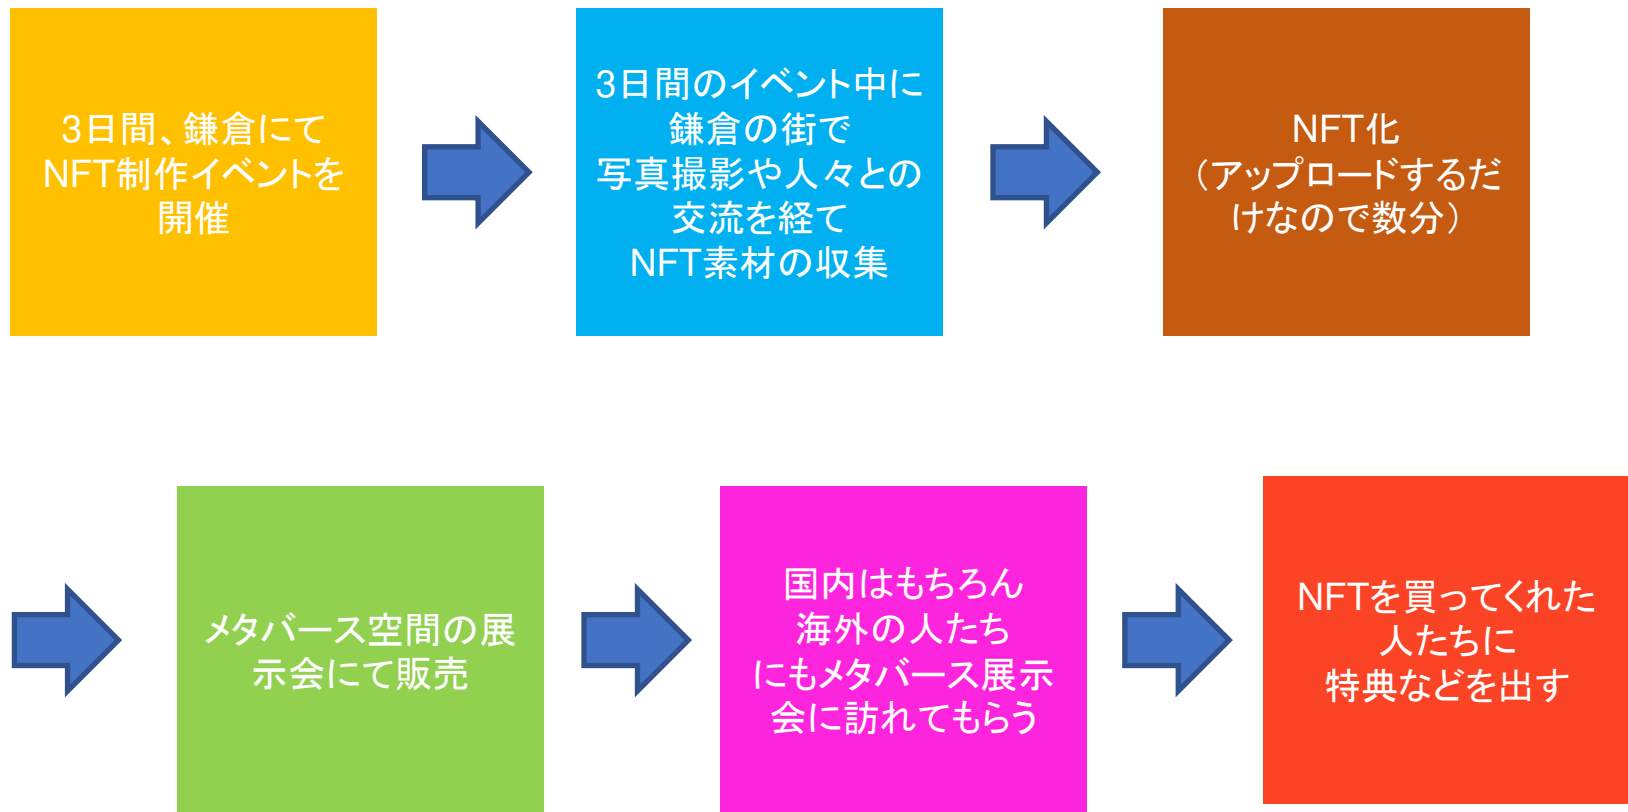 3日間、鎌倉にて
NFT制作イベントを
開催
3日間のイベント中に
鎌倉の街で
写真撮影や人々との
交流を経て
NFT素材の収集
NFT化
（アップロードするだ
けなので数分）
メタバース空間の展
示会にて販売
国内はもちろん
海外の人たち
にもメタバース展示
会に訪れてもらう
NFTを買ってくれた
人たちに
特典などを出す